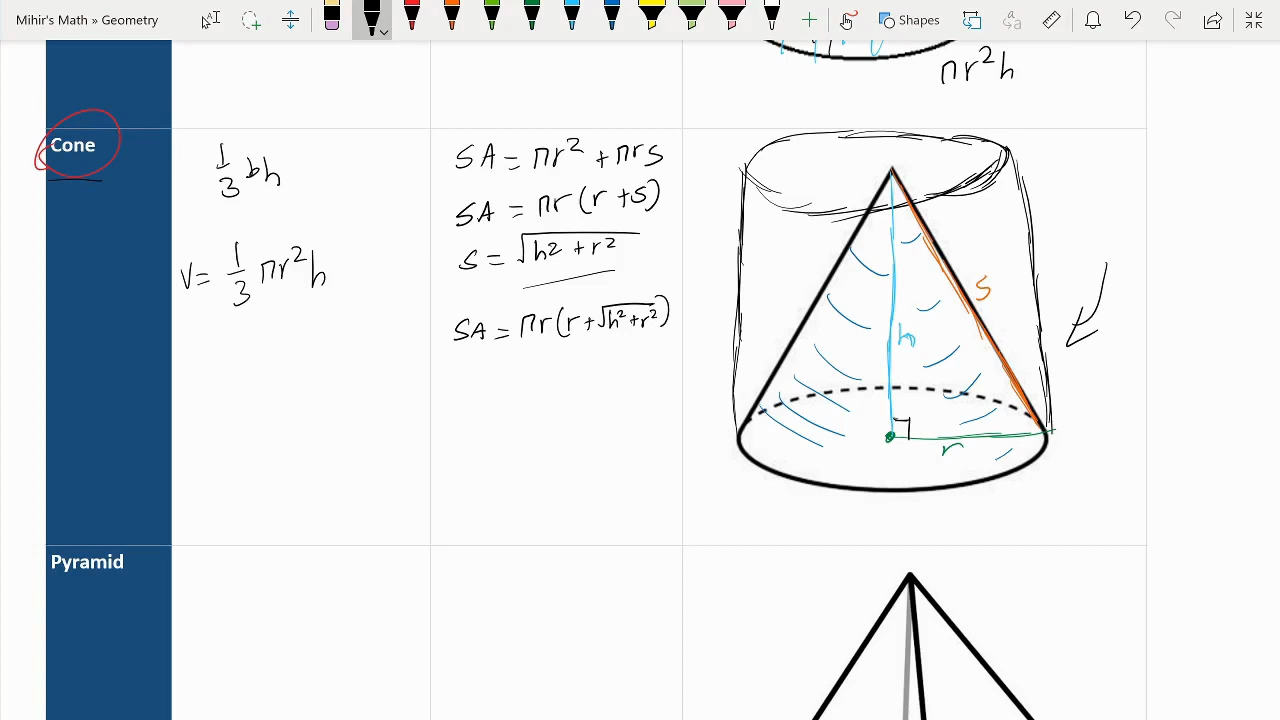 Mihir's Math » Geometry
Shapes
πr²h
Cone
1/3 bh
V = 1/3 πr²h
SA = πr² + πrs
SA = πr(r+s)
s = √(h² + r²)
SA = πr(r+√(h²+r²))
s
h
r
Pyramid